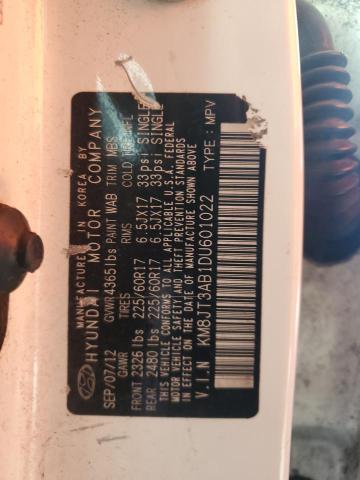 MANUFACTURED IN KOREA BY
HYUNDAI MOTOR COMPANY
SEP/07/12 GVWR 4365lbs PAINT WAB TRIM MBS
GAWR TIRES RIMS COLD TIRE INFL
FRONT 2326 lbs 225/60R17 6.5JX17 33psi SINGLE
REAR 2480 lbs 225/60R17 6.5JX17 33psi SINGLE
THIS VEHICLE CONFORMS TO ALL APPLICABLE U.S.A. FEDERAL
MOTOR VEHICLE SAFETY AND THEFT PREVENTION STANDARDS
IN EFFECT ON THE DATE OF MANUFACTURE SHOWN ABOVE.
V.I.N KM8JT3AB1DU601022 TYPE: MPV